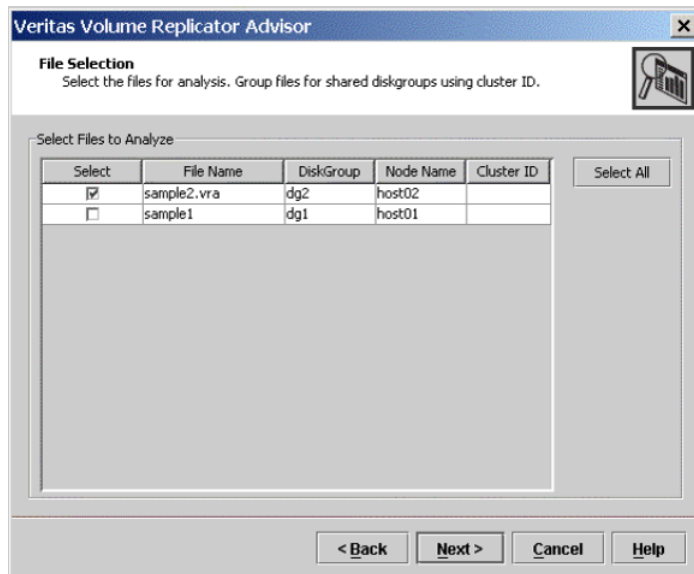 Veritas Volume Replicator Advisor
File Selection
Select the files for analysis. Group files for shared diskgroups using cluster ID.
Select Files to Analyze
Select File Name DiskGroup Node Name Cluster ID Select All
sample2.vra dg2 host02
sample1 dg1 host01
< Back Next > Cancel Help